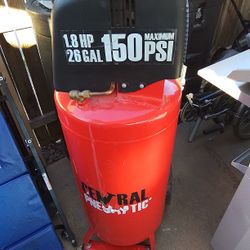 1.8 HP
26 GAL
150 MAXIMUM
PSI
CENTRAL
PNEUMATIC